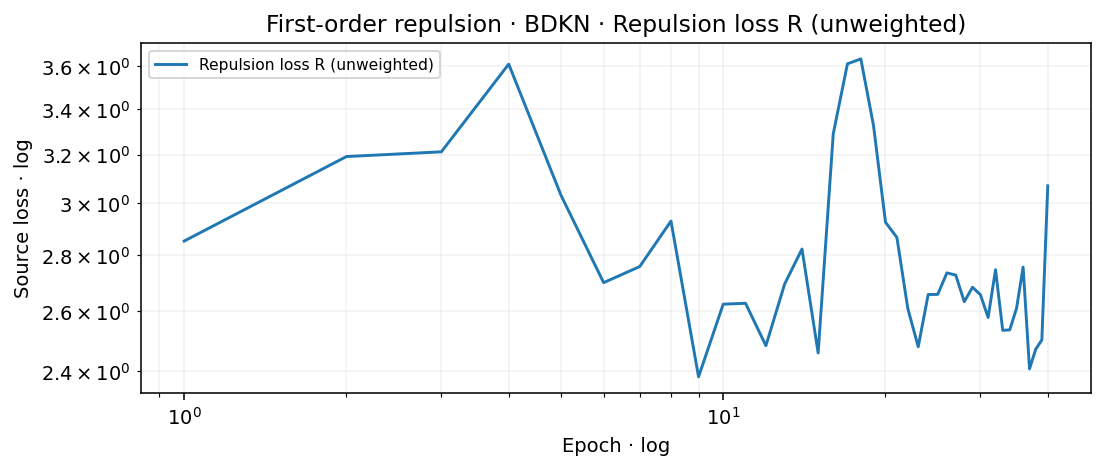 First-order repulsion · BDKN · Repulsion loss R (unweighted)
Repulsion loss R (unweighted)
Source loss · log
3.6 × 10⁰
3.4 × 10⁰
3.2 × 10⁰
3 × 10⁰
2.8 × 10⁰
2.6 × 10⁰
2.4 × 10⁰
10⁰ 10¹
Epoch · log